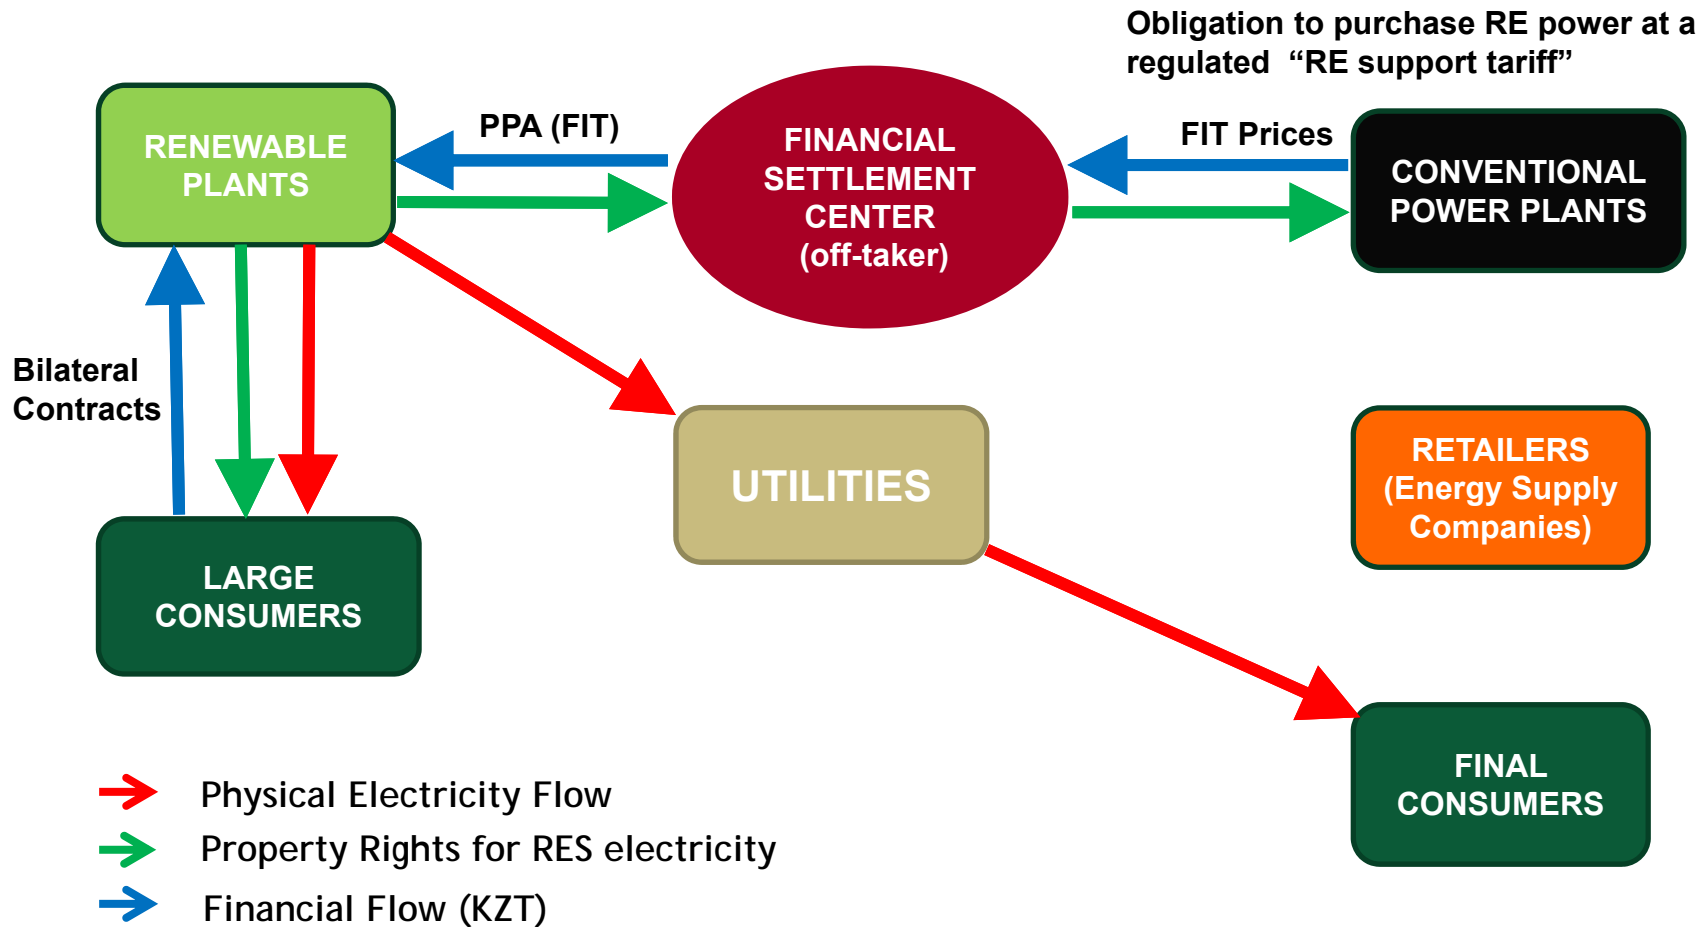 Obligation to purchase RE power at a
regulated “RE support tariff”
RENEWABLE
PLANTS
PPA (FIT)
FINANCIAL
SETTLEMENT
CENTER
(off-taker)
FIT Prices
CONVENTIONAL
POWER PLANTS
Bilateral
Contracts
UTILITIES
RETAILERS
(Energy Supply
Companies)
LARGE
CONSUMERS
FINAL
CONSUMERS
Physical Electricity Flow
Property Rights for RES electricity
Financial Flow (KZT)